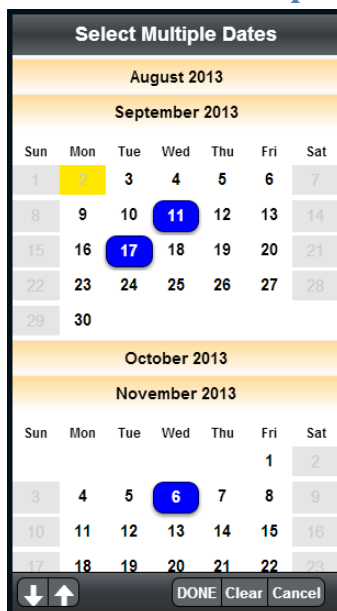 Select Multiple Dates
August 2013
September 2013
Sun Mon Tue Wed Thu Fri Sat
1 2 3 4 5 6 7
8 9 10 11 12 13 14
15 16 17 18 19 20 21
22 23 24 25 26 27 28
29 30
October 2013
November 2013
Sun Mon Tue Wed Thu Fri Sat
1 2
3 4 5 6 7 8 9
10 11 12 13 14 15 16
17 18 19 20 21 22 23
DONE Clear Cancel